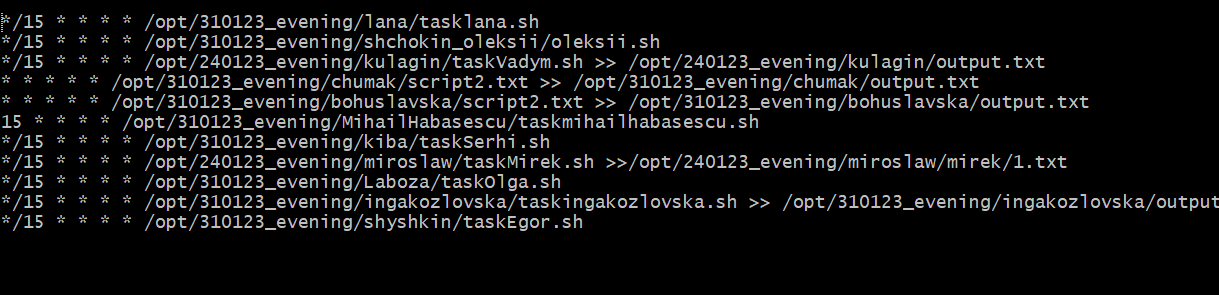 */15 * * * * /opt/310123_evening/lana/tasklana.sh
*/15 * * * * /opt/310123_evening/shchokin_oleksii/oleksii.sh
*/15 * * * * /opt/240123_evening/kulagin/taskVadym.sh >> /opt/240123_evening/kulagin/output.txt
* * * * * /opt/310123_evening/chumak/script2.txt >> /opt/310123_evening/chumak/output.txt
* * * * * /opt/310123_evening/bohuslavska/script2.txt >> /opt/310123_evening/bohuslavska/output.txt
15 * * * * /opt/310123_evening/MihailHabasescu/taskmihailhabasescu.sh
*/15 * * * * /opt/310123_evening/kiba/taskSerhi.sh
*/15 * * * * /opt/240123_evening/miroslaw/taskMirek.sh >>/opt/240123_evening/miroslaw/mirek/1.txt
*/15 * * * * /opt/310123_evening/Laboza/taskOlga.sh
*/15 * * * * /opt/310123_evening/ingakozlovska/taskingakozlovska.sh >> /opt/310123_evening/ingakozlovska/output
*/15 * * * * /opt/310123_evening/shyshkin/taskEgor.sh